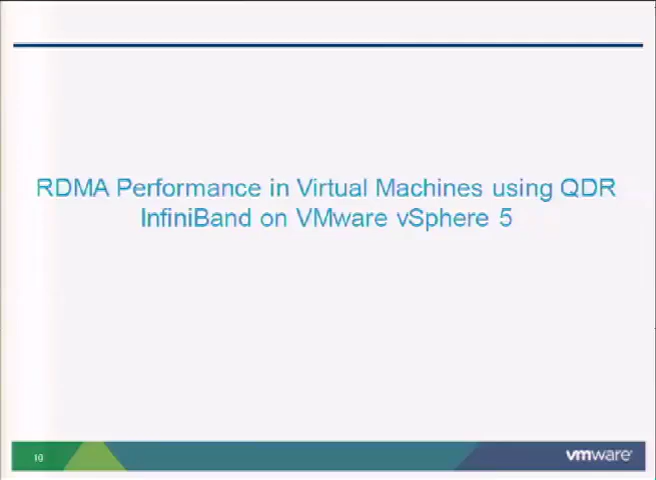 RDMA Performance in Virtual Machines using QDR
InfiniBand on VMware vSphere 5
10
vmware